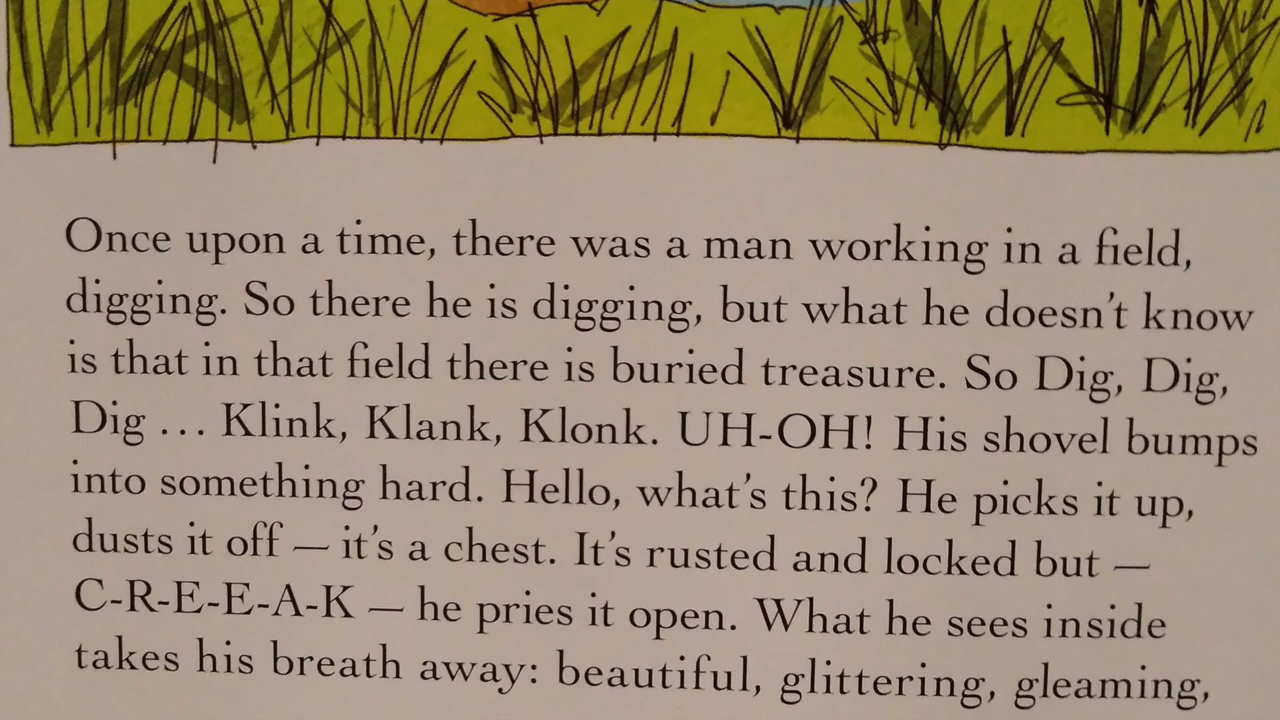 Once upon a time, there was a man working in a field,
digging. So there he is digging, but what he doesn't know
is that in that field there is buried treasure. So Dig, Dig,
Dig ... Klink, Klank, Klonk. UH-OH! His shovel bumps
into something hard. Hello, what's this? He picks it up,
dusts it off — it's a chest. It's rusted and locked but —
C-R-E-E-A-K — he pries it open. What he sees inside
takes his breath away: beautiful, glittering, gleaming,